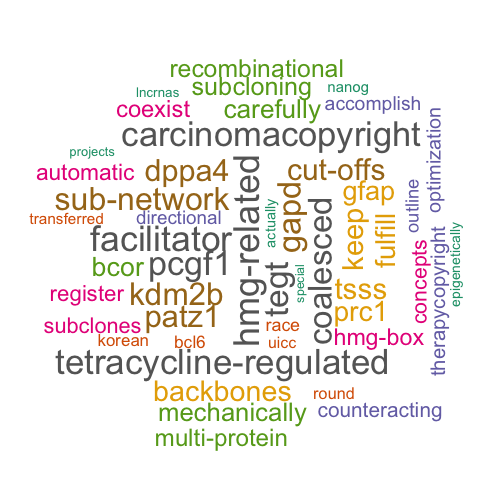 recombinational
subcloning
nanog
lncrnas
coexist
carefully
accomplish
carcinomacopyright
projects
automatic
dppa4
cut-offs
optimization
sub-network
hmg-related
gapd
gfap
transferred
directional
actually
keep
fulfill
outline
facilitator
coalesced
epigenetically
bcor
pcgf1
tegt
special
concepts
therapycopyright
register
kdm2b
tsss
patz1
prc1
subclones
race
hmg-box
korean
bcl6
uicc
tetracycline-regulated
backbones
round
mechanically
counteracting
multi-protein